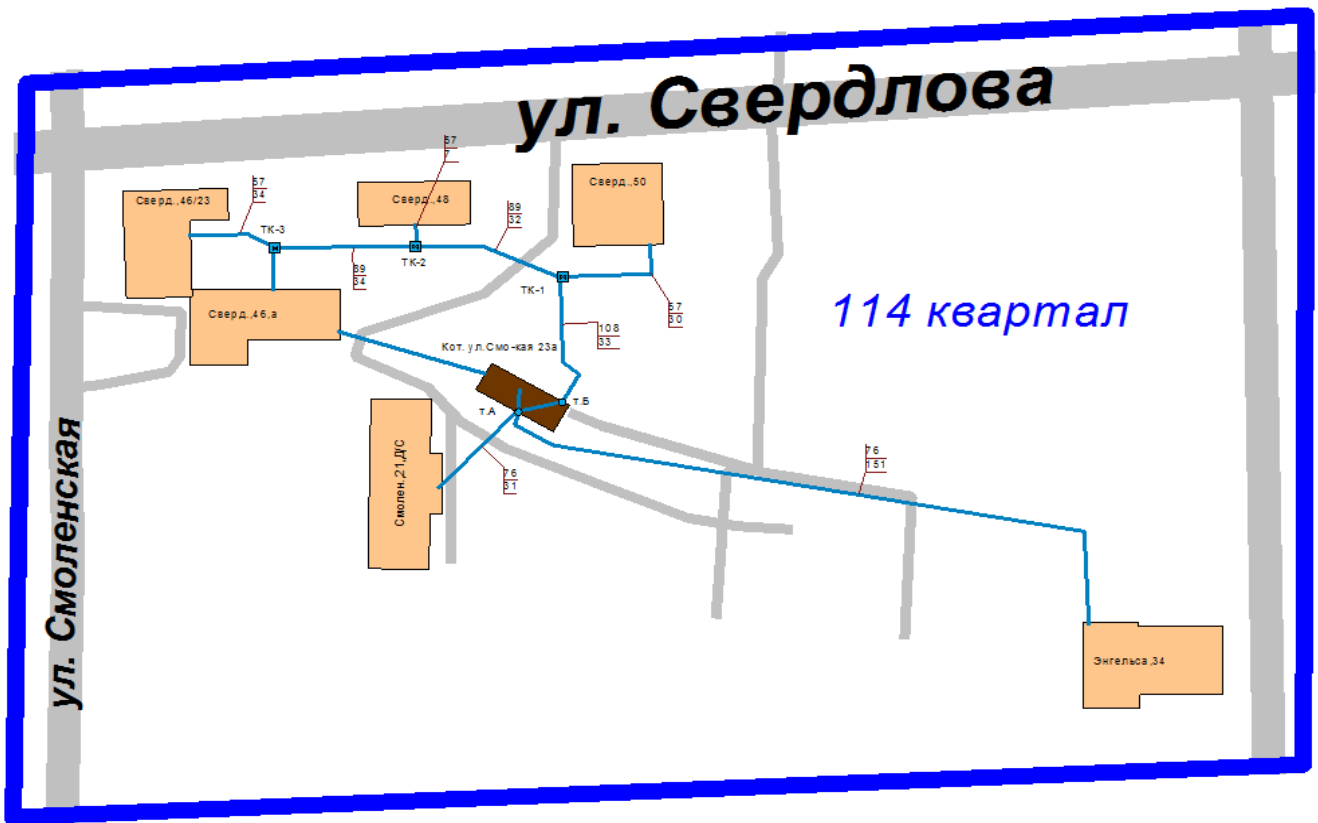 ул. Свердлова
57
7
57
34
Сверд.,50
Сверд.,46/23
Сверд.,48
89
32
ТК-3
ТК-2
89
34
ТК-1
57
30
114 квартал
Сверд.,46,а
108
33
Кот. ул.Смо-кая 23а
т.А
т.Б
76
151
76
31
Смолен.,21,Д/С
ул. Смоленская
Энгельса,34